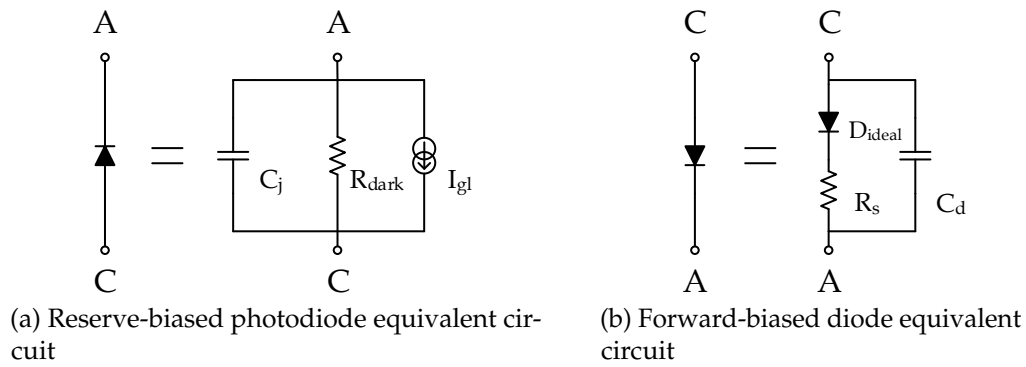 A
A
C
C
C_j
R_dark
I_gl
D_ideal
R_s
C_d
C
C
A
A
(a) Reserve-biased photodiode equivalent cir-
cuit
(b) Forward-biased diode equivalent
circuit